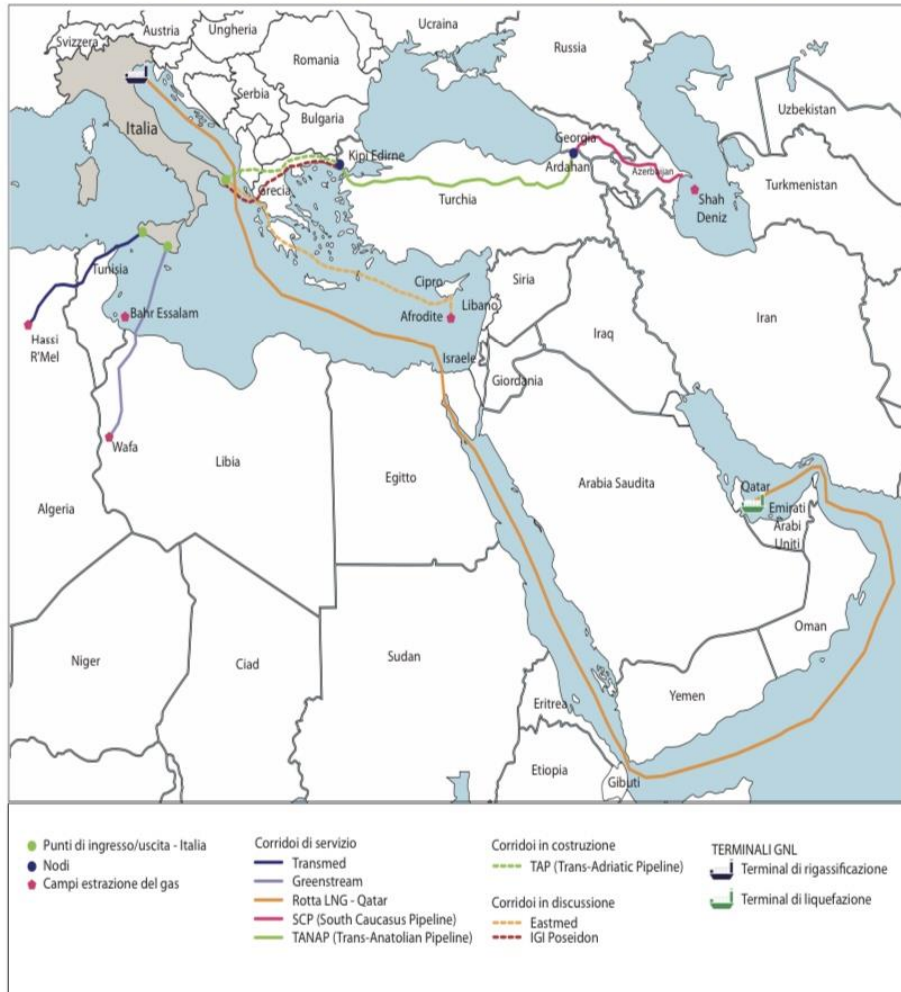 Ucraina
Austria
Ungheria
Svizzera
Russia
Romania
Uzbekistan
Serbia
Italia
Bulgaria
Georgia
Kipi Edirne
Ardahan
Azerbaijan
Turkmenistan
Grecia
Turchia
Shah
Deniz
Tunisia
Cipro
Siria
Libano
Bahr Essalam
Afrodite
Iraq
Iran
Hassi
R'Mel
Israele
Giordania
Wafa
Libia
Egitto
Arabia Saudita
Qatar
Emirati
Arabi
Uniti
Algeria
Oman
Niger
Ciad
Sudan
Yemen
Eritrea
Etiopia
Gibuti
Punti di ingresso/uscita - Italia
Nodi
Campi estrazione del gas
Corridoi di servizio
Transmed
Greenstream
Rotta LNG - Qatar
SCP (South Caucasus Pipeline)
TANAP (Trans-Anatolian Pipeline)
Corridoi in costruzione
TAP (Trans-Adriatic Pipeline)
Corridoi in discussione
Eastmed
IGI Poseidon
TERMINALI GNL
Terminal di rigassificazione
Terminal di liquefazione